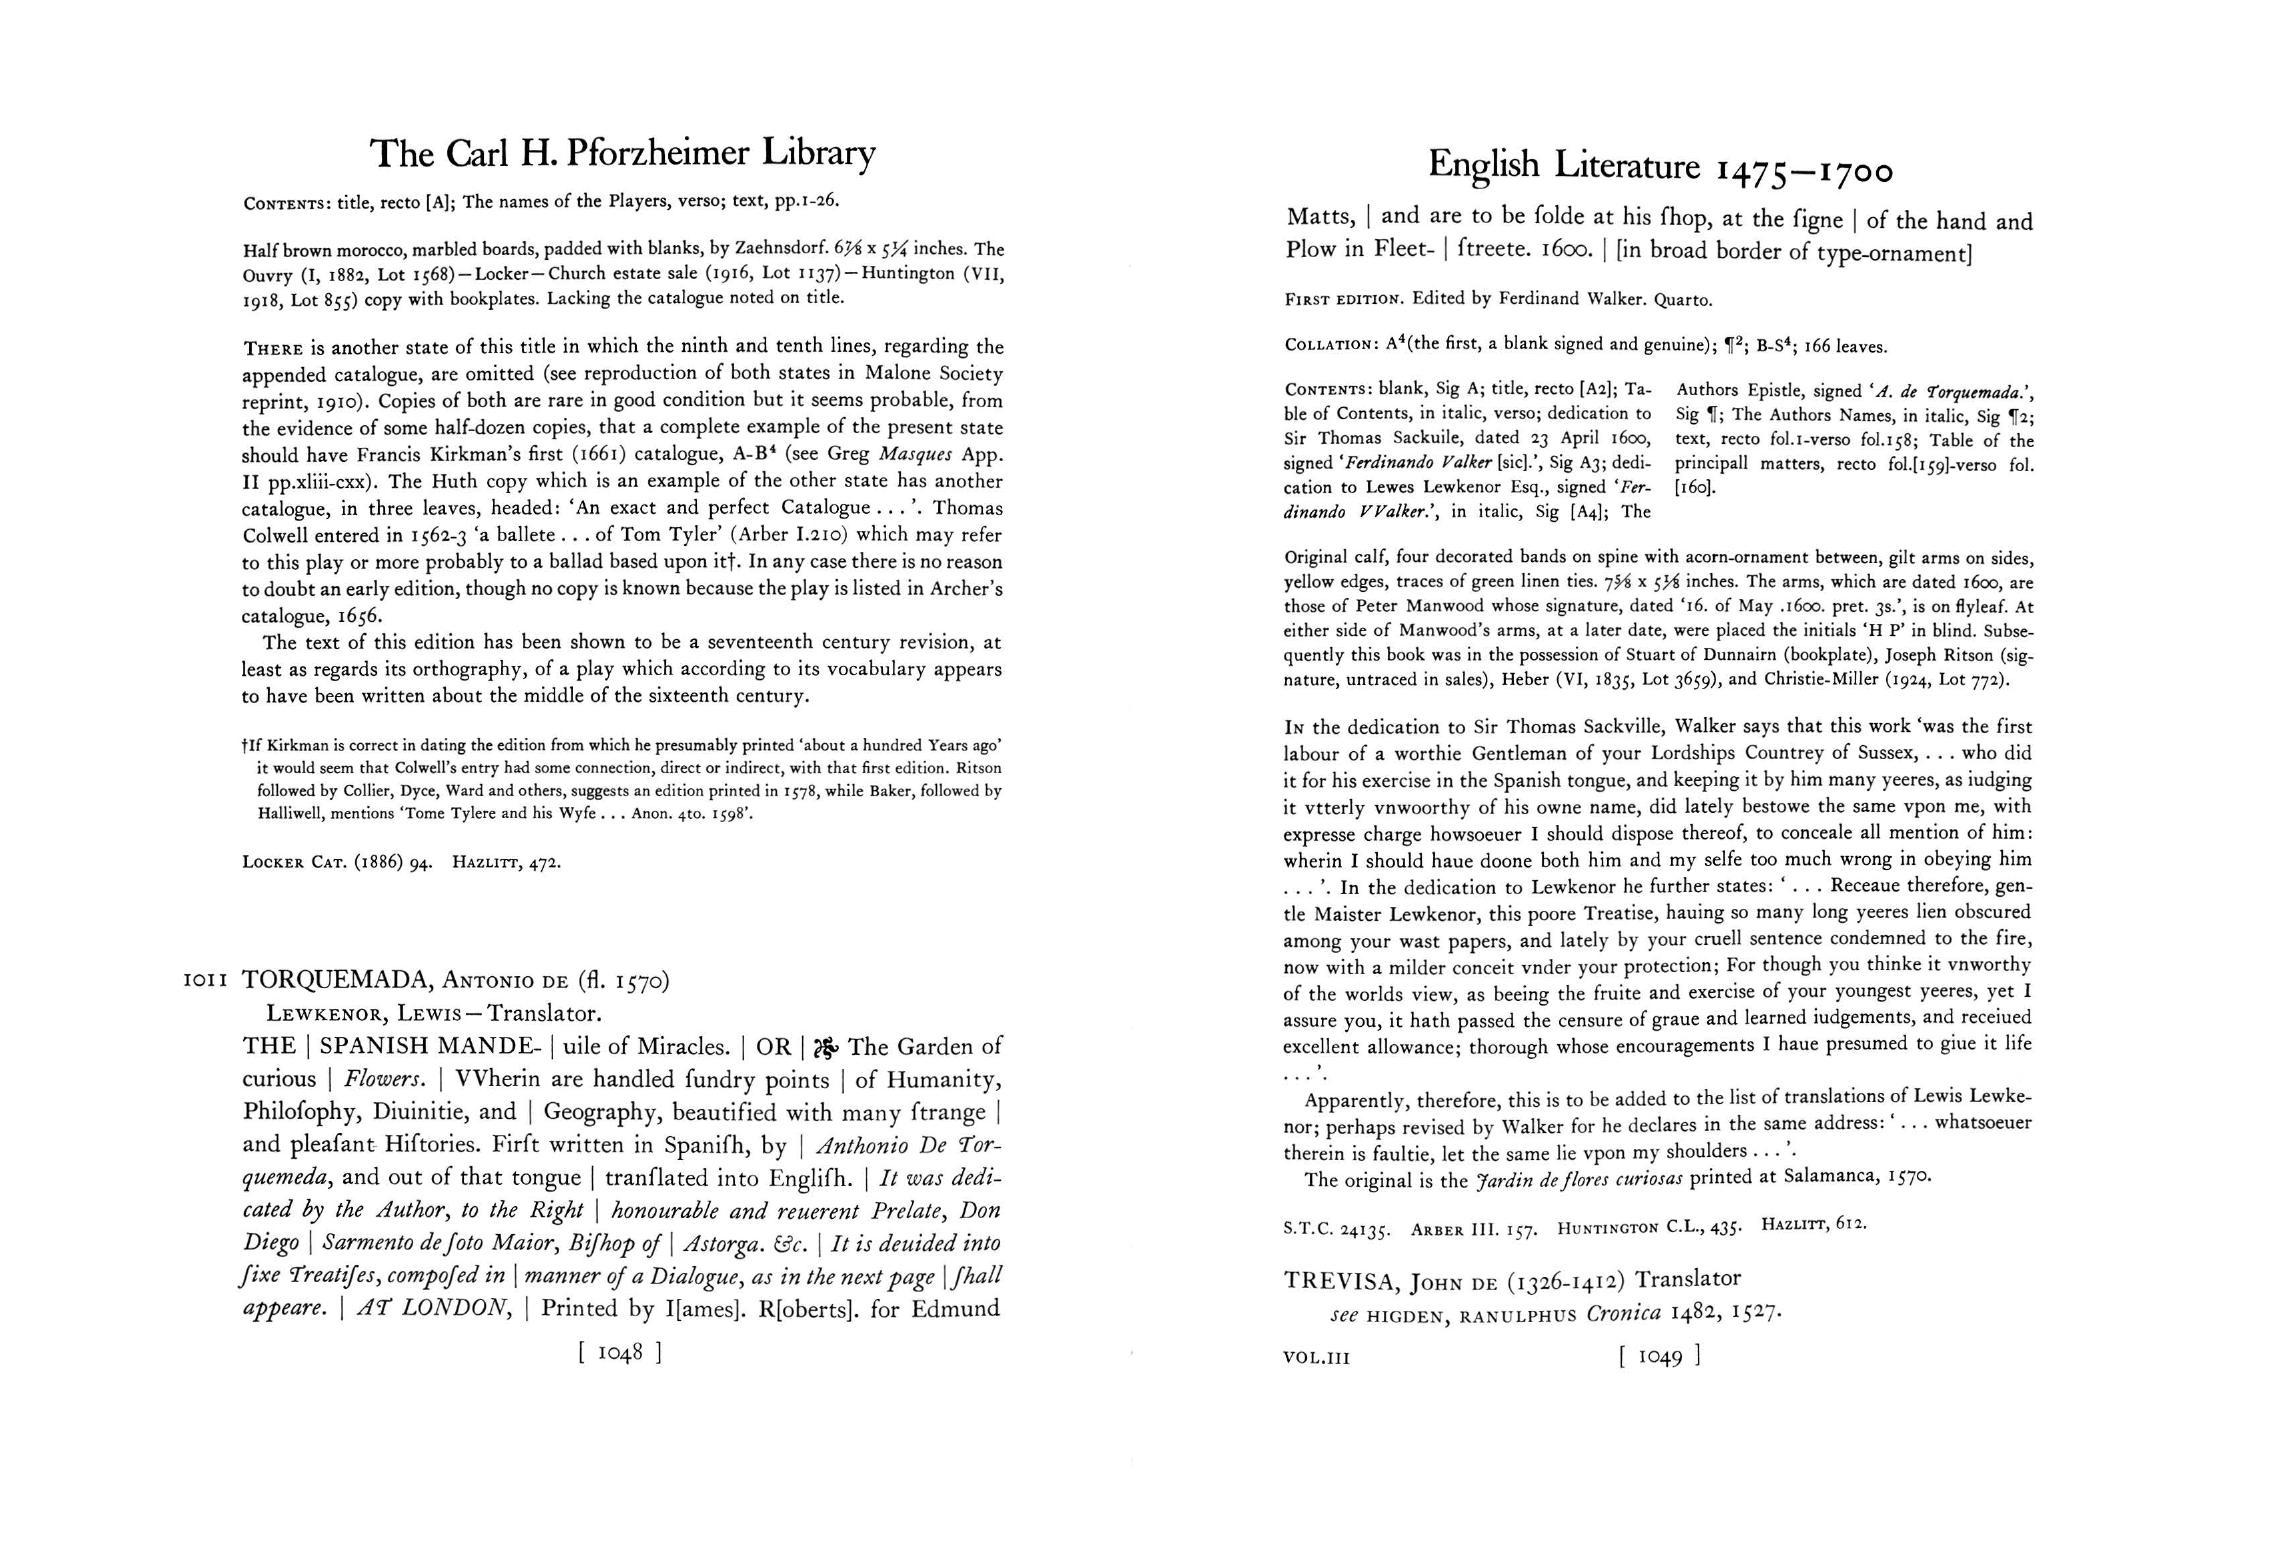 The Carl H. Pforzheimer Library
CONTENTS: title, recto [A]; The names of the Players, verso; text, pp.1-26.
Half brown morocco, marbled boards, padded with blanks, by Zaehnsdorf. 6⅞ x 5¼ inches. The
Ouvry (I, 1882, Lot 1568)—Locker—Church estate sale (1916, Lot 1137)—Huntington (VII,
1918, Lot 855) copy with bookplates. Lacking the catalogue noted on title.
THERE is another state of this title in which the ninth and tenth lines, regarding the
appended catalogue, are omitted (see reproduction of both states in Malone Society
reprint, 1910). Copies of both are rare in good condition but it seems probable, from
the evidence of some half-dozen copies, that a complete example of the present state
should have Francis Kirkman's first (1661) catalogue, A-B⁴ (see Greg Masques App.
II pp.xliii-cxx). The Huth copy which is an example of the other state has another
catalogue, in three leaves, headed: ‘An exact and perfect Catalogue . . . ’. Thomas
Colwell entered in 1562-3 ‘a ballete . . . of Tom Tyler’ (Arber I.210) which may refer
to this play or more probably to a ballad based upon it†. In any case there is no reason
to doubt an early edition, though no copy is known because the play is listed in Archer's
catalogue, 1656.
The text of this edition has been shown to be a seventeenth century revision, at
least as regards its orthography, of a play which according to its vocabulary appears
to have been written about the middle of the sixteenth century.
†If Kirkman is correct in dating the edition from which he presumably printed ‘about a hundred Years ago’
it would seem that Colwell's entry had some connection, direct or indirect, with that first edition. Ritson
followed by Collier, Dyce, Ward and others, suggests an edition printed in 1578, while Baker, followed by
Halliwell, mentions ‘Tome Tylere and his Wyfe . . . Anon. 4to. 1598’.
LOCKER CAT. (1886) 94. HAZLITT, 472.
1011 TORQUEMADA, ANTONIO DE (fl. 1570)
LEWKENOR, LEWIS—Translator.
THE | SPANISH MANDE- | uile of Miracles. | OR | ❧ The Garden of
curious | Flowers. | VVherin are handled ſundry points | of Humanity,
Philoſophy, Diuinitie, and | Geography, beautified with many ſtrange |
and pleaſant Hiſtories. Firſt written in Spaniſh, by | Anthonio De Tor-
quemeda, and out of that tongue | tranſlated into Engliſh. | It was dedi-
cated by the Author, to the Right | honourable and reuerent Prelate, Don
Diego | Sarmento de ſoto Maior, Biſhop of | Astorga. &c. | It is deuided into
ſixe Treatiſes, compoſed in | manner of a Dialogue, as in the next page | ſhall
appeare. | AT LONDON, | Printed by I[ames]. R[oberts]. for Edmund
[ 1048 ]
English Literature 1475—1700
Matts, | and are to be ſolde at his ſhop, at the ſigne | of the hand and
Plow in Fleet- | ſtreete. 1600. | [in broad border of type-ornament]
FIRST EDITION. Edited by Ferdinand Walker. Quarto.
COLLATION: A⁴(the first, a blank signed and genuine); ¶²; B-S⁴; 166 leaves.
CONTENTS: blank, Sig A; title, recto [A2]; Ta-
ble of Contents, in italic, verso; dedication to
Sir Thomas Sackuile, dated 23 April 1600,
signed ‘Ferdinando Valker [sic].’, Sig A3; dedi-
cation to Lewes Lewkenor Esq., signed ‘Fer-
dinando VValker.’, in italic, Sig [A4]; The
Authors Epistle, signed ‘A. de Torquemada.’,
Sig ¶; The Authors Names, in italic, Sig ¶2;
text, recto fol.1-verso fol.158; Table of the
principall matters, recto fol.[159]-verso fol.
[160].
Original calf, four decorated bands on spine with acorn-ornament between, gilt arms on sides,
yellow edges, traces of green linen ties. 7⅝ x 5⅛ inches. The arms, which are dated 1600, are
those of Peter Manwood whose signature, dated ‘16. of May .1600. pret. 3s.’, is on flyleaf. At
either side of Manwood's arms, at a later date, were placed the initials ‘H P’ in blind. Subse-
quently this book was in the possession of Stuart of Dunnairn (bookplate), Joseph Ritson (sig-
nature, untraced in sales), Heber (VI, 1835, Lot 3659), and Christie-Miller (1924, Lot 772).
IN the dedication to Sir Thomas Sackville, Walker says that this work ‘was the first
labour of a worthie Gentleman of your Lordships Countrey of Sussex, . . . who did
it for his exercise in the Spanish tongue, and keeping it by him many yeeres, as iudging
it vtterly vnwoorthy of his owne name, did lately bestowe the same vpon me, with
expresse charge howsoeuer I should dispose thereof, to conceale all mention of him:
wherin I should haue doone both him and my selfe too much wrong in obeying him
. . . ’. In the dedication to Lewkenor he further states: ‘ . . . Receaue therefore, gen-
tle Maister Lewkenor, this poore Treatise, hauing so many long yeeres lien obscured
among your wast papers, and lately by your cruell sentence condemned to the fire,
now with a milder conceit vnder your protection; For though you thinke it vnworthy
of the worlds view, as beeing the fruite and exercise of your youngest yeeres, yet I
assure you, it hath passed the censure of graue and learned iudgements, and receiued
excellent allowance; thorough whose encouragements I haue presumed to giue it life
. . . ’.
Apparently, therefore, this is to be added to the list of translations of Lewis Lewke-
nor; perhaps revised by Walker for he declares in the same address: ‘ . . . whatsoeuer
therein is faultie, let the same lie vpon my shoulders . . . ’.
The original is the Jardin de flores curiosas printed at Salamanca, 1570.
S.T.C. 24135. ARBER III. 157. HUNTINGTON C.L., 435. HAZLITT, 612.
TREVISA, JOHN DE (1326-1412) Translator
see HIGDEN, RANULPHUS Cronica 1482, 1527.
VOL.III
[ 1049 ]